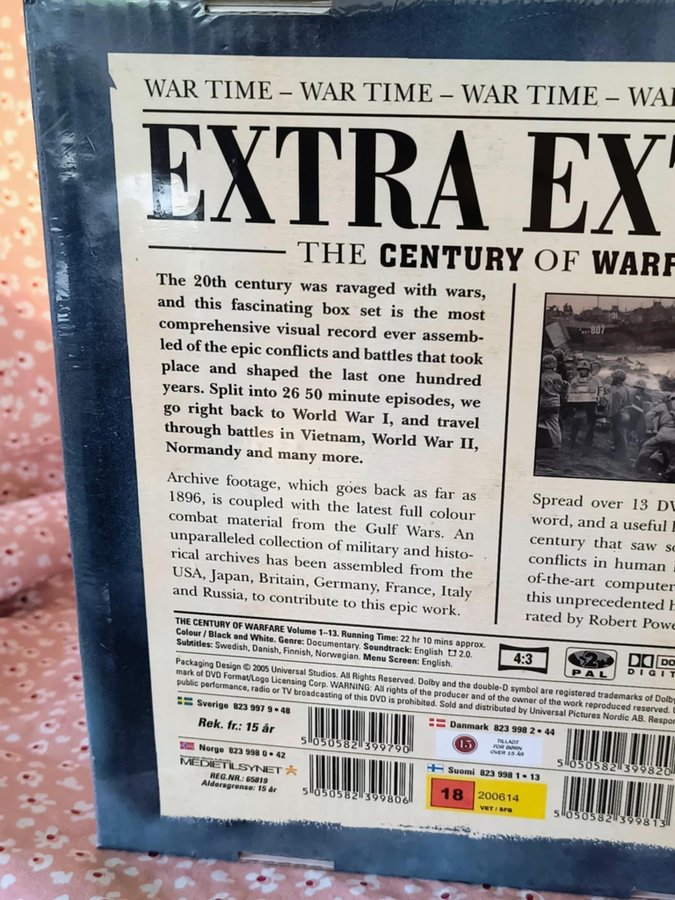 WAR TIME – WAR TIME – WAR TIME – WAR
EXTRA EX
THE CENTURY OF WARF
The 20th century was ravaged with wars,
and this fascinating box set is the most
comprehensive visual record ever assemb-
led of the epic conflicts and battles that took
place and shaped the last one hundred
years. Split into 26 50 minute episodes, we
go right back to World War I, and travel
through battles in Vietnam, World War II,
Normandy and many more.
Archive footage, which goes back as far as
1896, is coupled with the latest full colour
combat material from the Gulf Wars. An
unparalleled collection of military and histo-
rical archives has been assembled from the
USA, Japan, Britain, Germany, France, Italy
and Russia, to contribute to this epic work.
807
Spread over 13 DV
word, and a useful
century that saw
conflicts in human
of-the-art computer
this unprecedented
rated by Robert Powe
THE CENTURY OF WARFARE Volume 1–13. Running Time: 22 hr 10 mins approx.
Colour / Black and White. Genre: Documentary. Soundtrack: English 2.0.
Subtitles: Swedish, Danish, Finnish, Norwegian. Menu Screen: English.
4:3
2
PAL
DO
DIGIT
Packaging Design © 2005 Universal Studios. All Rights Reserved. Dolby and the double-D symbol are registered trademarks of Dolby
mark of DVD Format/Logo Licensing Corp. WARNING: All rights of the producer and of the owner of the work reproduced reserved.
public performance, radio or TV broadcasting of this DVD is prohibited. Sold and distributed by Universal Pictures Nordic AB. Respon
Sverige 823 997 9 • 48
Rek. fr.: 15 år
5 050582 399790
Danmark 823 998 2 • 44
15
TILLADT
FOR BØRN
OVER 15 ÅR
5 050582 399820
Norge 823 998 0 • 42
MEDIETILSYNET
REG.NR.: 65819
Aldersgrense: 15 år
5 050582 399806
Suomi 823 998 1 • 13
18
200614
VET / SFB
5 050582 399813